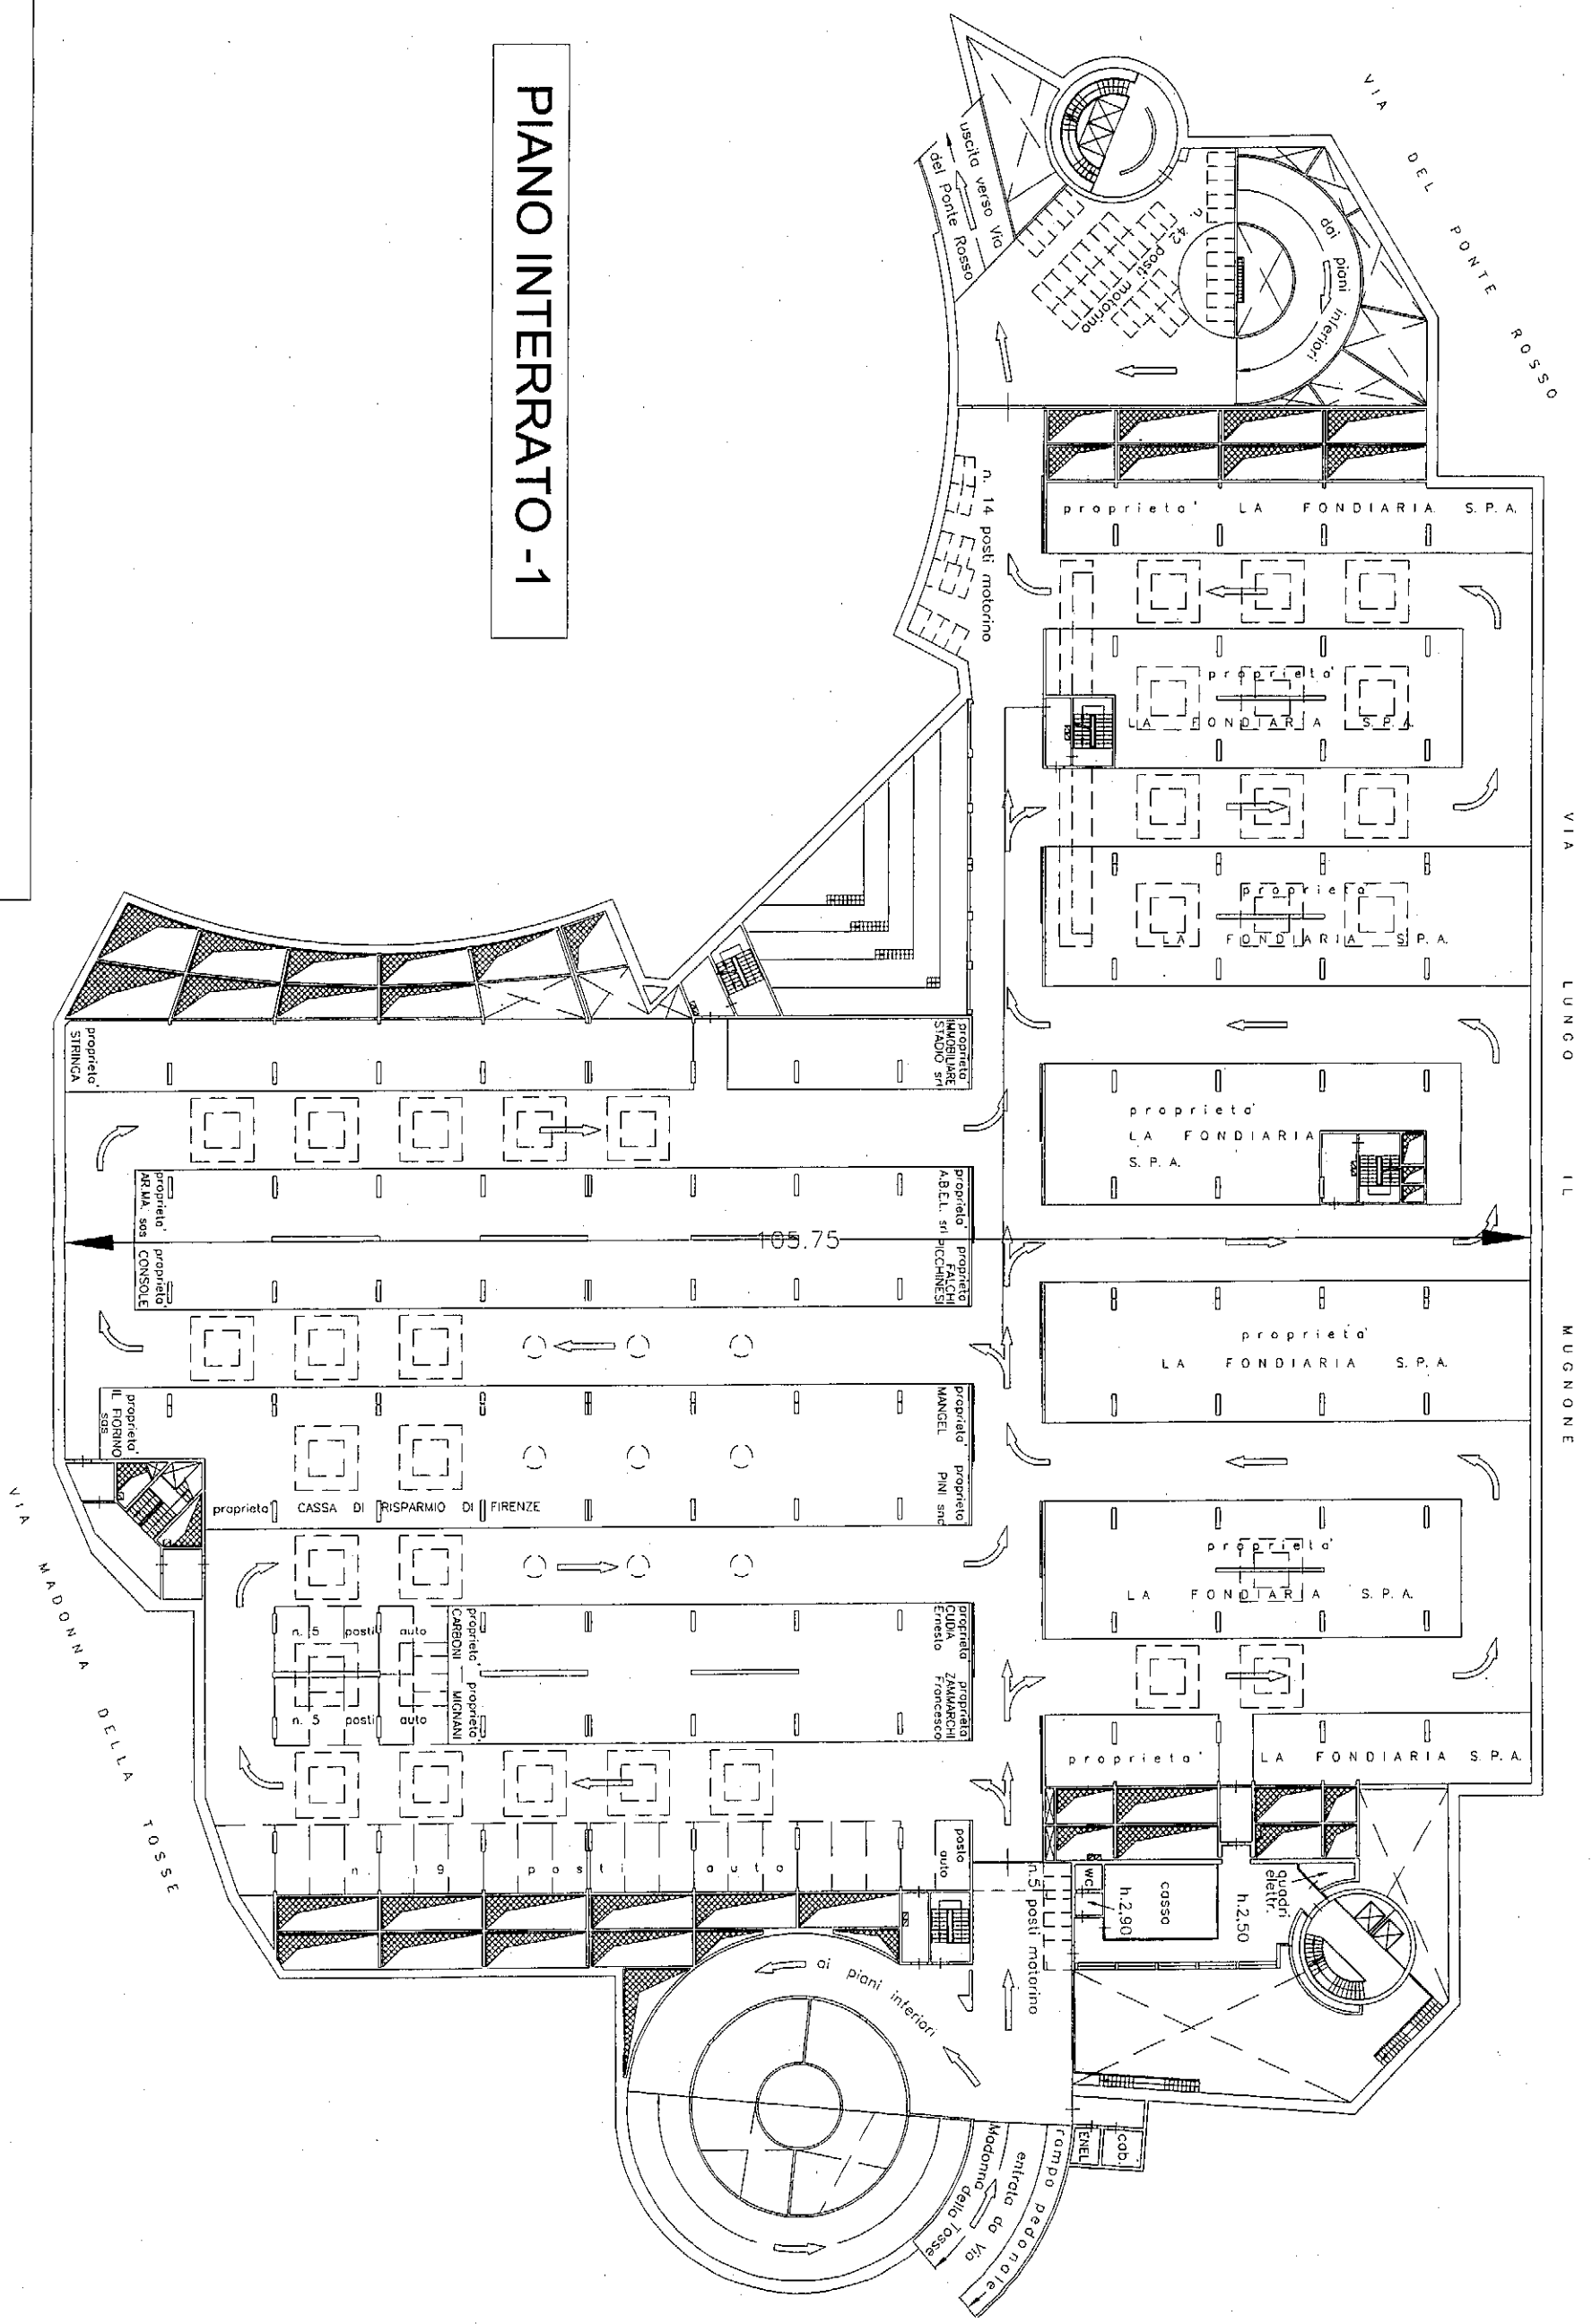 PIANO INTERRATO -1
VIA DEL PONTE ROSSO
uscita verso Via
del Ponte Rosso
n. 42 posti motorino
dai piani inferiori
n. 14 posti motorino
proprieta' LA FONDIARIA S.P.A.
proprieta'
LA FONDIARIA S.P.A.
proprieta'
LA FONDIARIA S.P.A.
VIA LUNGO IL MUGNONE
proprieta'
STRINGA
proprieta'
IMMOBILIARE
STADIO srl
proprieta'
LA FONDIARIA
S.P.A.
proprieta'
AR.MA. sas
proprieta'
CONSOLE
105.75
proprieta'
A.B.E.L. srl
proprieta'
FALCHI
PICCHINESI
proprieta'
LA FONDIARIA S.P.A.
proprieta'
IL FIORINO
sas
proprieta'
MANGEL
proprieta'
PINI snc
proprieta' CASSA DI RISPARMIO DI FIRENZE
proprieta'
LA FONDIARIA S.P.A.
n. 5 posti auto
n. 5 posti auto
proprieta'
CARBONI
proprieta'
MIGNANI
proprieta'
CUDIA
Ernesto
proprieta'
ZAMMARCHI
Francesco
proprieta' LA FONDIARIA S.P.A.
VIA MADONNA DELLA TOSSE
n. 19 posti auto
posto
auto
n.5 posti motorino
wc
h.2.90
cassa
h.2.50
quadri
elettr.
ai piani inferiori
cab.
ENEL
rampa pedonale
entrata da Via
Madonna della Tosse